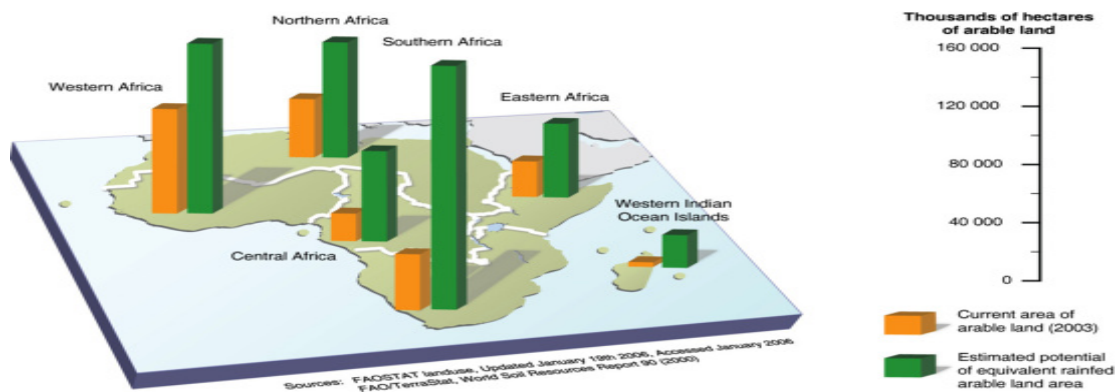 Northern Africa
Southern Africa
Western Africa
Eastern Africa
Western Indian
Ocean Islands
Central Africa
Thousands of hectares
of arable land
160 000
120 000
80 000
40 000
0
Current area of
arable land (2003)
Estimated potential
of equivalent rainfed
arable land area
Sources: FAOSTAT landuse, Updated January 19th 2006, Accessed January 2006
FAO/TerraStat, World Soil Resources Report 90 (2000)